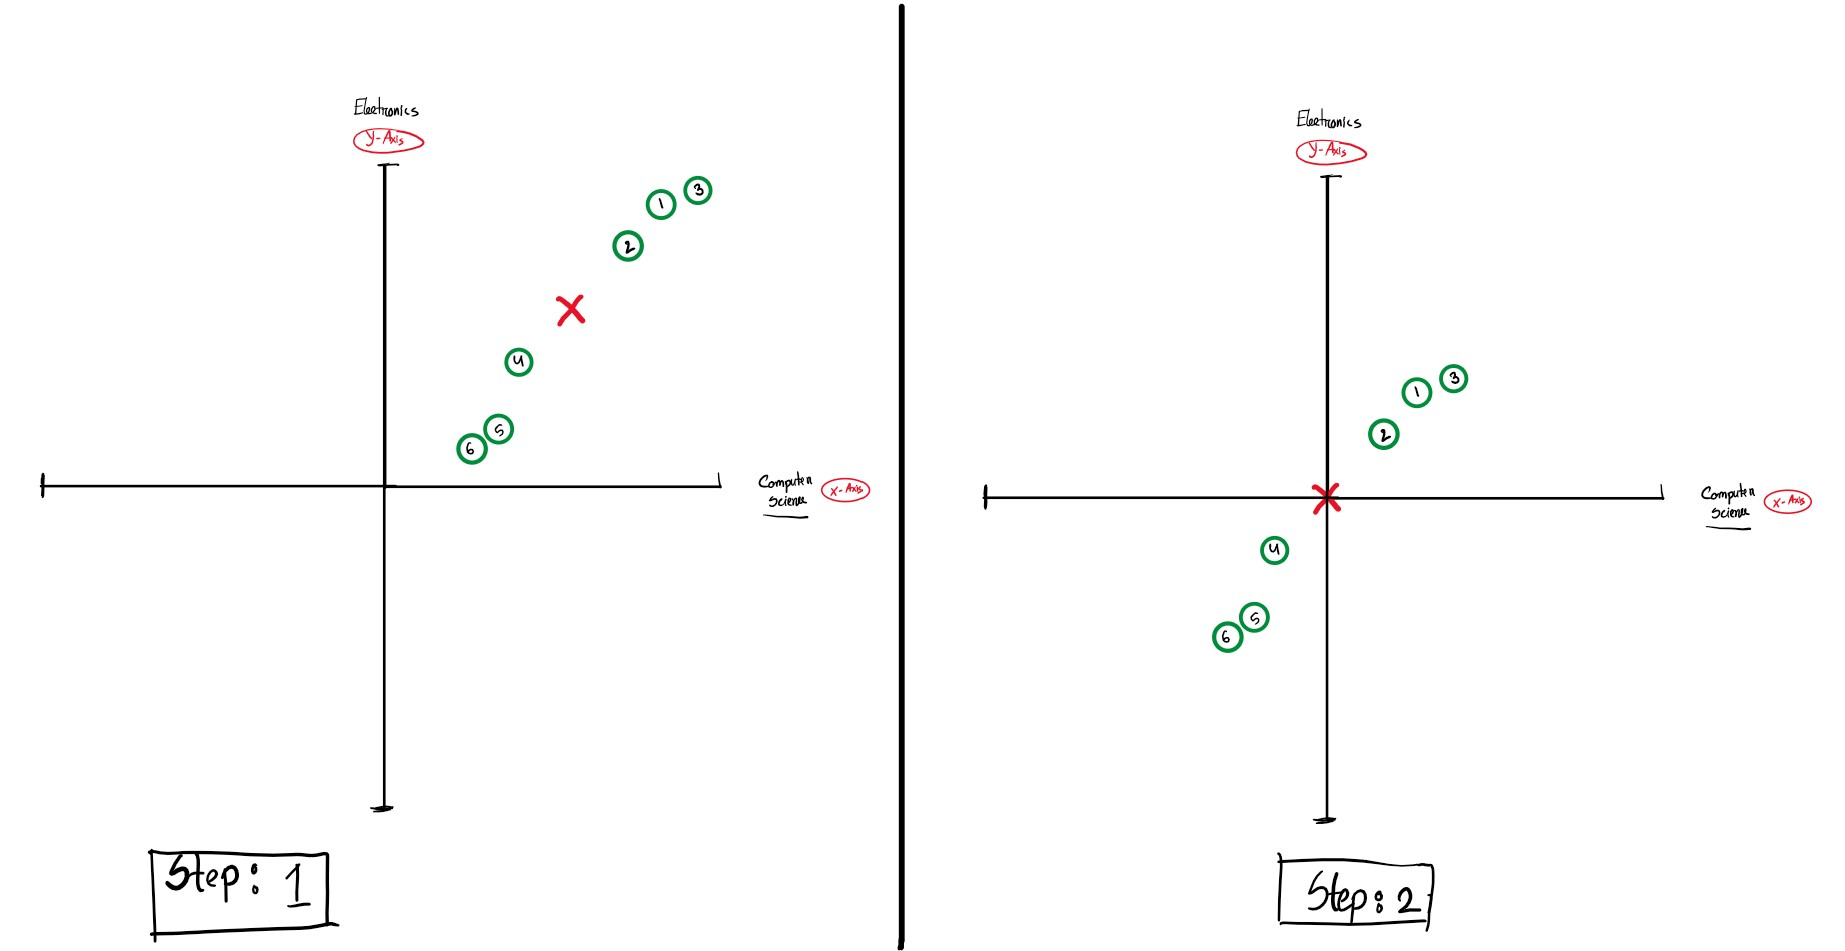 Electronics
Y-Axis
1
3
2
4
5
6
Computer
Science
X-Axis
Step: 1
Electronics
Y-Axis
1
3
2
4
5
6
Computer
Science
X-Axis
Step: 2